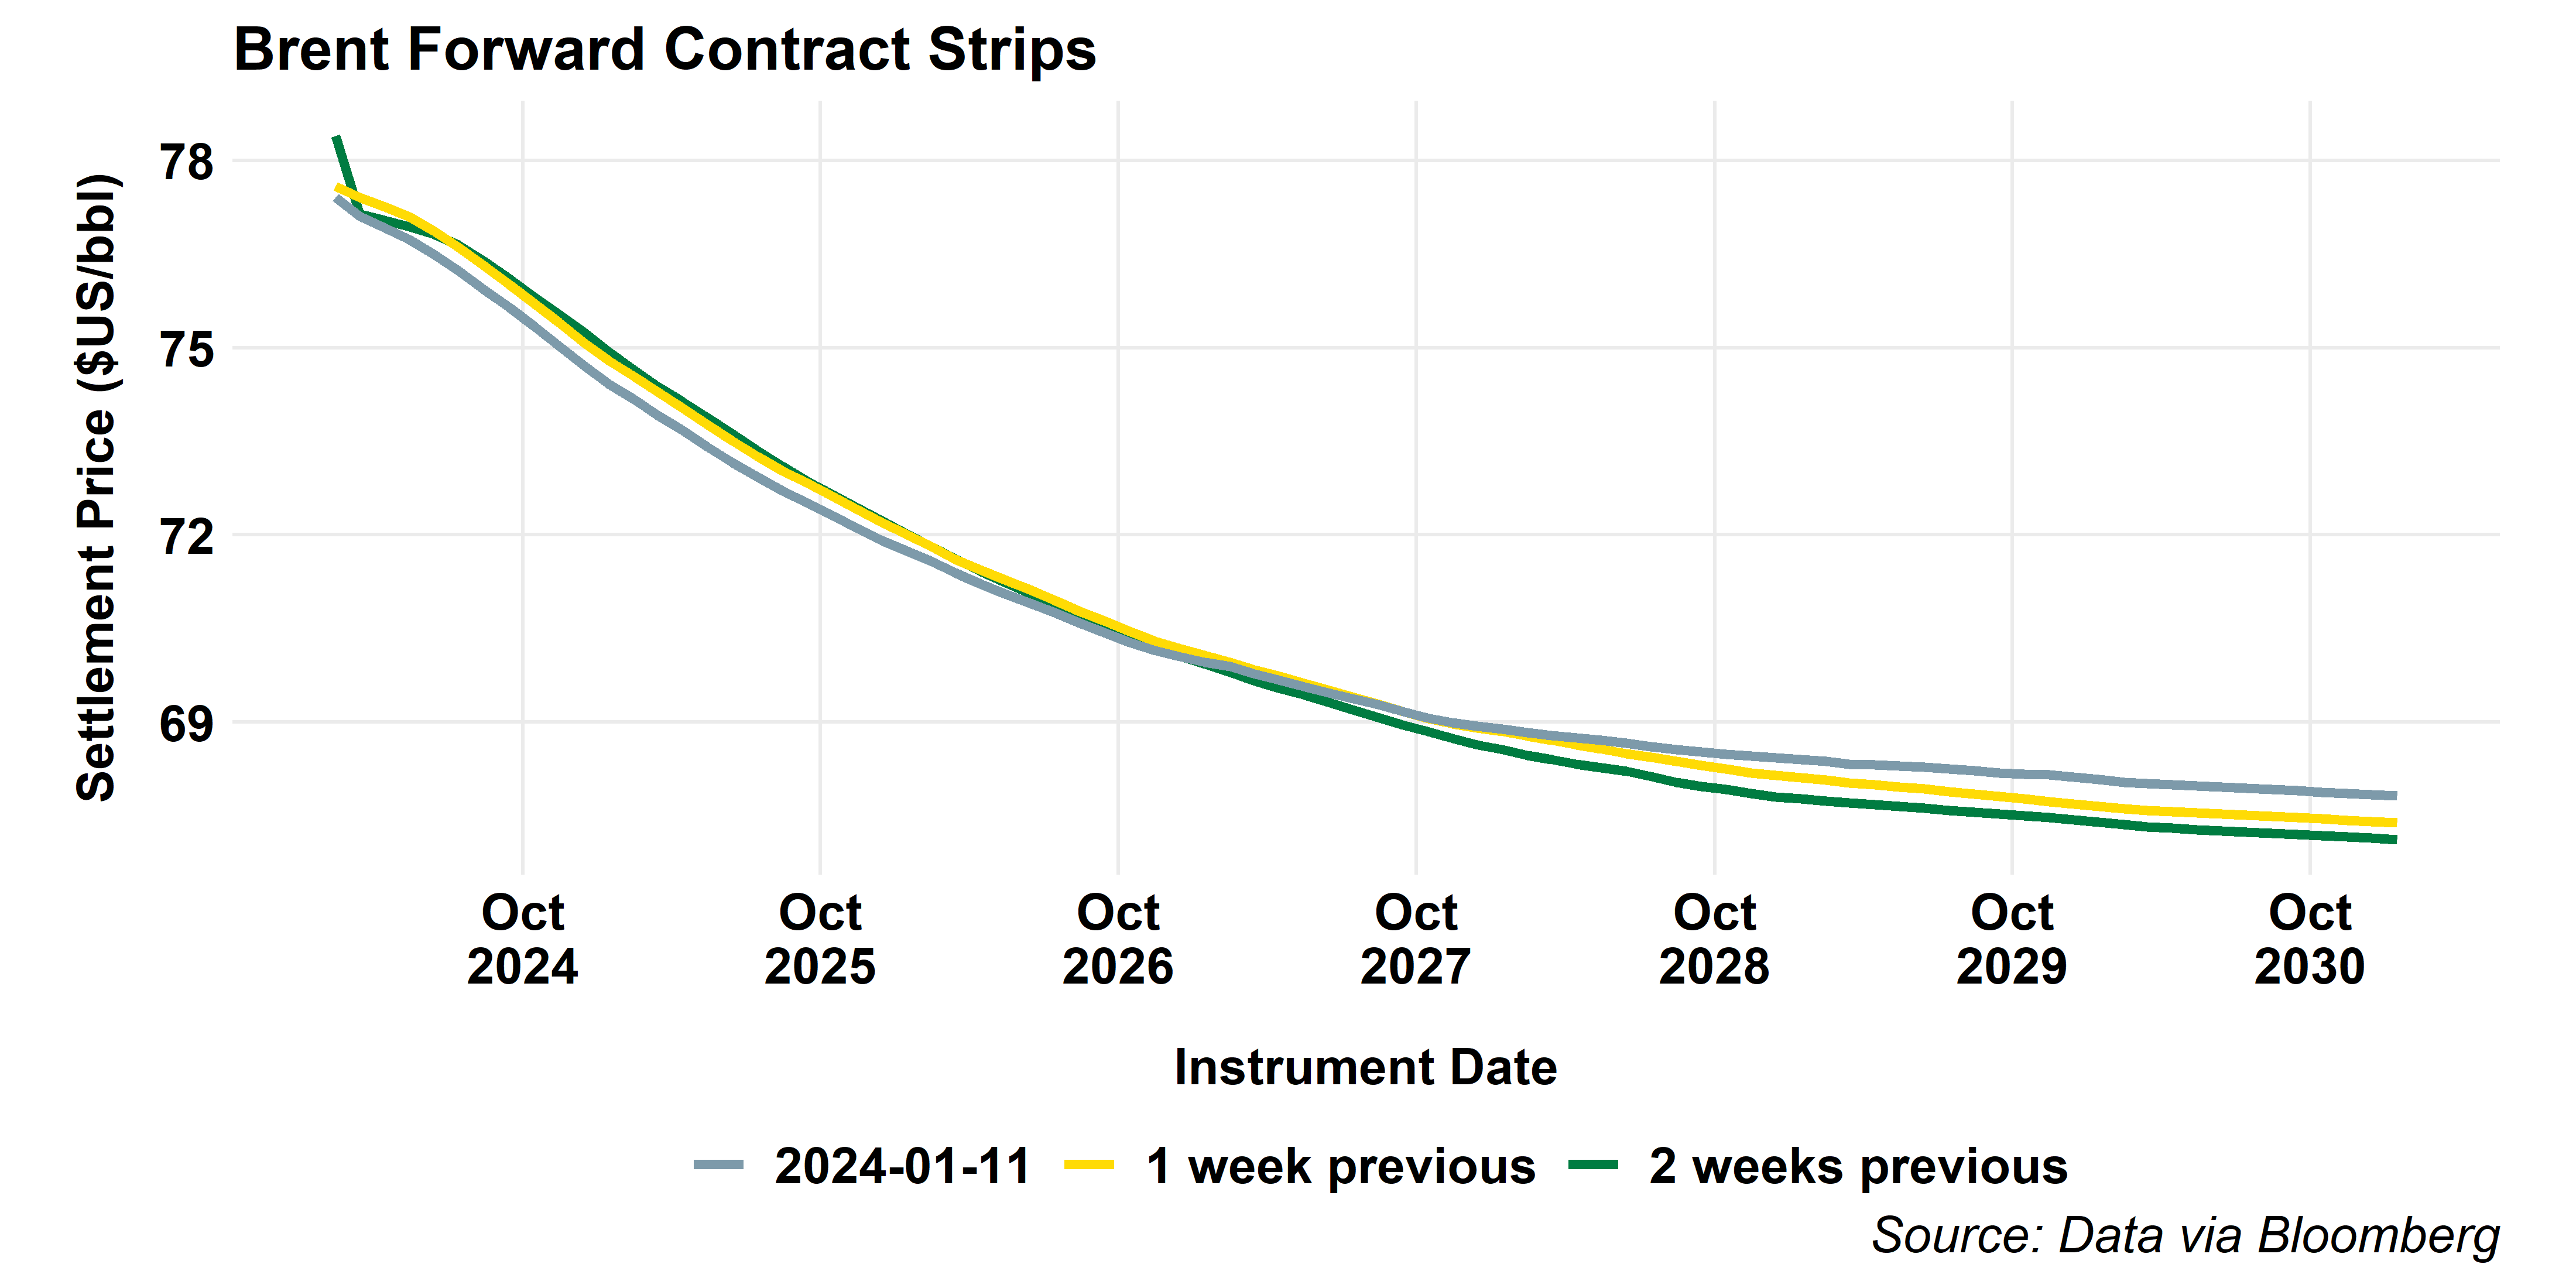 Brent Forward Contract Strips
Settlement Price ($US/bbl)
78
75
72
69
Oct
2024
Oct
2025
Oct
2026
Oct
2027
Oct
2028
Oct
2029
Oct
2030
Instrument Date
2024-01-11
1 week previous
2 weeks previous
Source: Data via Bloomberg